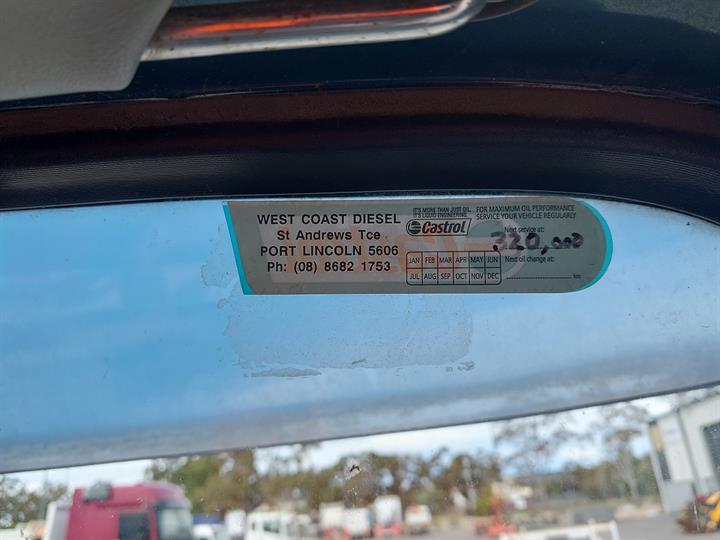 WEST COAST DIESEL
St Andrews Tce
PORT LINCOLN 5606
Ph: (08) 8682 1753
IT'S MORE THAN JUST OIL.
IT'S LIQUID ENGINEERING.
Castrol
FOR MAXIMUM OIL PERFORMANCE
SERVICE YOUR VEHICLE REGULARLY
Next service at:
320,000
JAN FEB MAR APR MAY JUN
JUL AUG SEP OCT NOV DEC
Next oil change at:
km